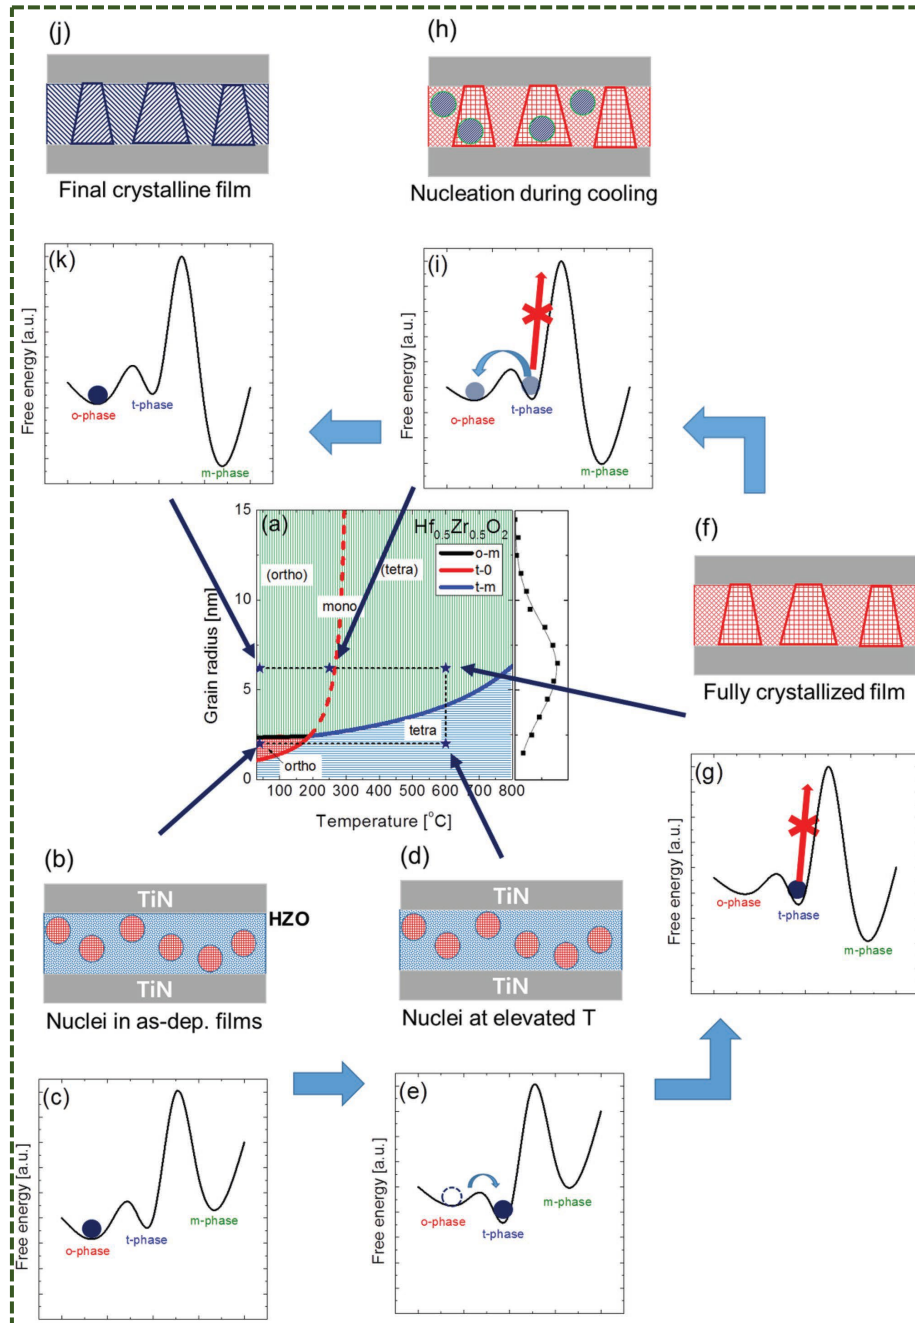 (j)
(h)
Final crystalline film
Nucleation during cooling
(k)
Free energy [a.u.]
o-phase
t-phase
m-phase
(i)
Free energy [a.u.]
o-phase
t-phase
m-phase
(a)
Hf0.5Zr0.5O2
o-m
t-0
t-m
(ortho)
(tetra)
mono
tetra
ortho
15
10
5
0
Grain radius [nm]
100 200 300 400 500 600 700 800
Temperature [°C]
(f)
Fully crystallized film
(g)
Free energy [a.u.]
o-phase
t-phase
m-phase
(b)
TiN
HZO
TiN
Nuclei in as-dep. films
(d)
TiN
TiN
Nuclei at elevated T
(c)
Free energy [a.u.]
o-phase
t-phase
m-phase
(e)
Free energy [a.u.]
o-phase
t-phase
m-phase